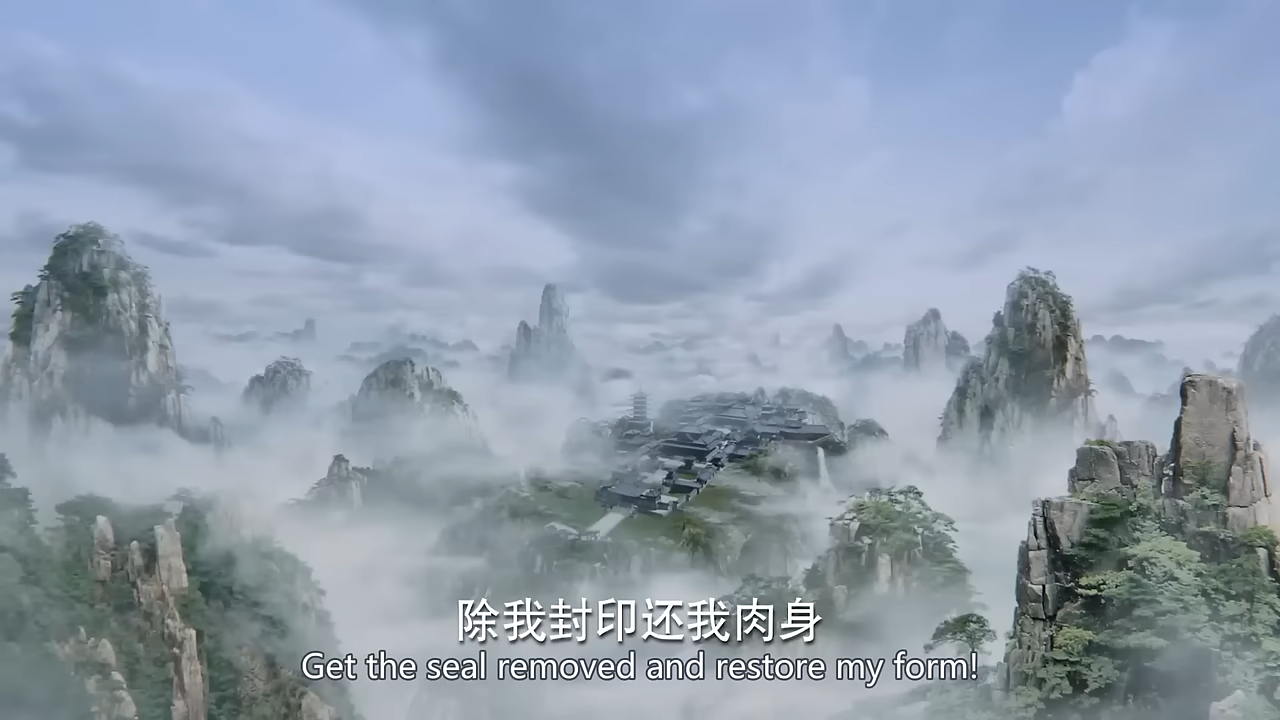 除我封印还我肉身
Get the seal removed and restore my form!